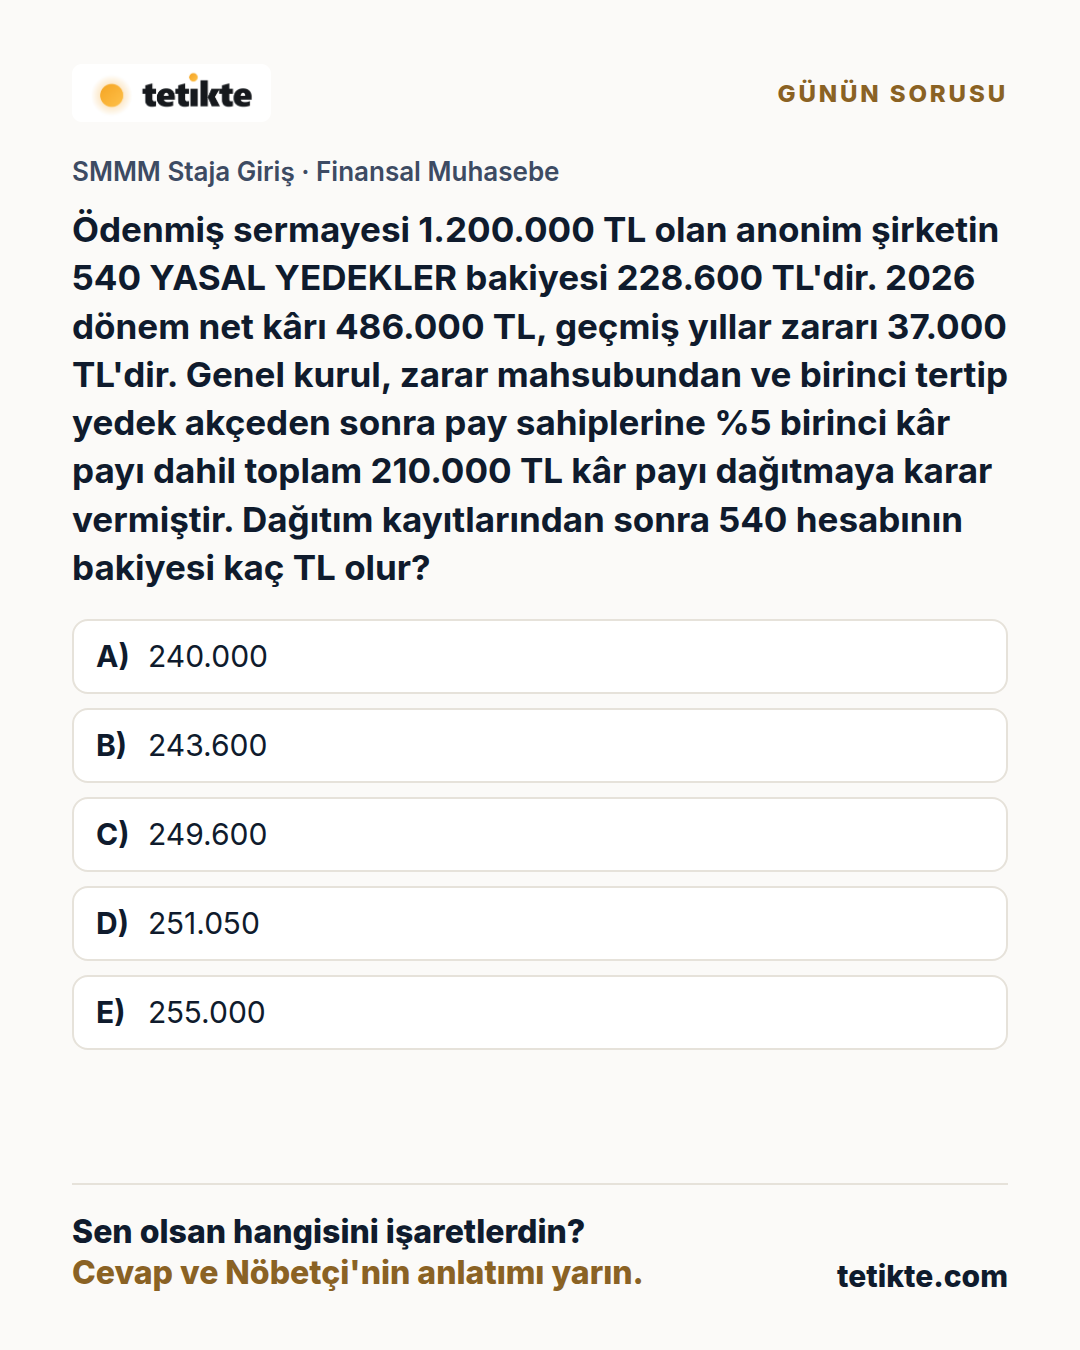 tetikte
GÜNÜN SORUSU
SMMM Staja Giriş · Finansal Muhasebe
Ödenmiş sermayesi 1.200.000 TL olan anonim şirketin
540 YASAL YEDEKLER bakiyesi 228.600 TL'dir. 2026
dönem net kârı 486.000 TL, geçmiş yıllar zararı 37.000
TL'dir. Genel kurul, zarar mahsubundan ve birinci tertip
yedek akçeden sonra pay sahiplerine %5 birinci kâr
payı dahil toplam 210.000 TL kâr payı dağıtmaya karar
vermiştir. Dağıtım kayıtlarından sonra 540 hesabının
bakiyesi kaç TL olur?
A) 240.000
B) 243.600
C) 249.600
D) 251.050
E) 255.000
Sen olsan hangisini işaretlerdin?
Cevap ve Nöbetçi'nin anlatımı yarın.
tetikte.com